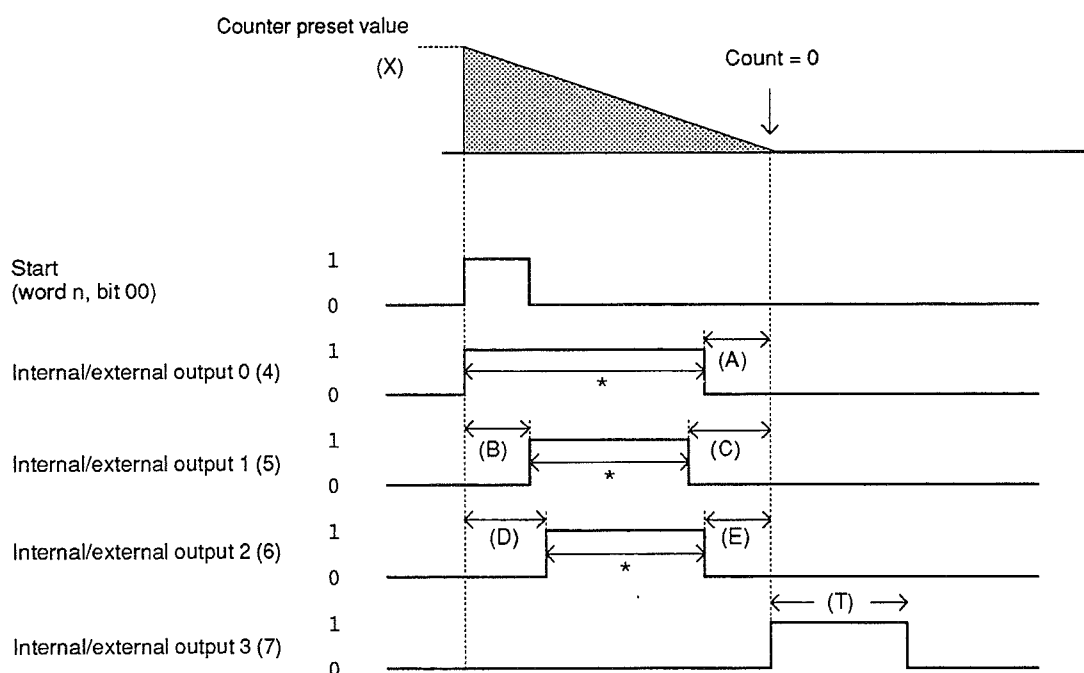 Counter preset value
(X)
Count = 0
Start
(word n, bit 00)
1
0
Internal/external output 0 (4)
1
0
(A)
*
Internal/external output 1 (5)
1
0
(B)
(C)
*
Internal/external output 2 (6)
1
0
(D)
(E)
*
Internal/external output 3 (7)
1
0
(T)